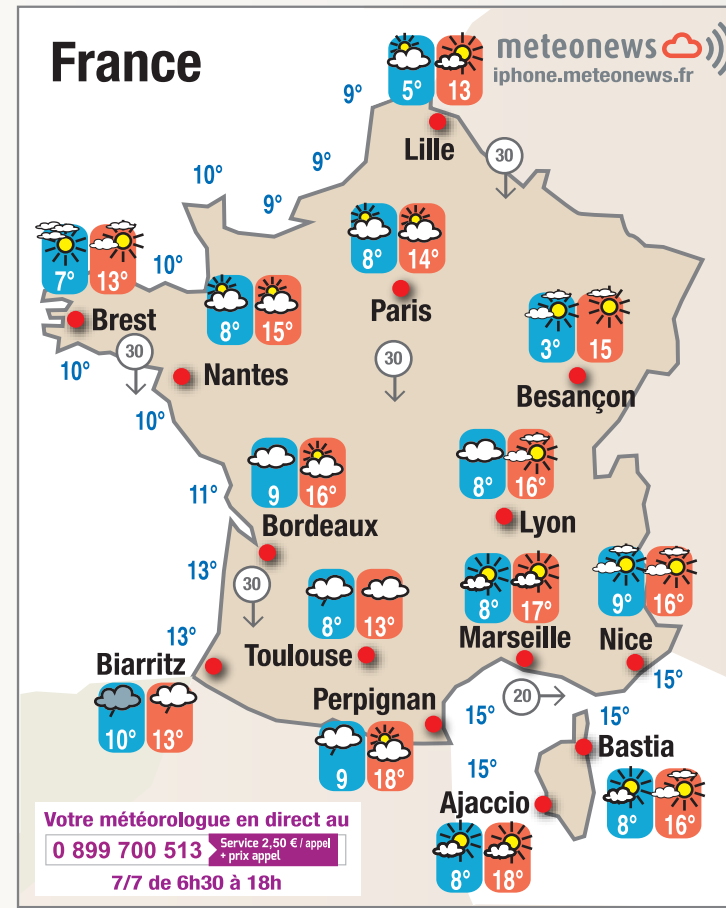 France
meteonews
iphone.meteonews.fr
5° 13
Lille
9°
9°
9°
10°
10°
30
8° 14°
Paris
7° 13°
Brest
8° 15°
Nantes
30
10°
10°
30
3° 15
Besançon
9 16°
Bordeaux
11°
13°
30
8° 16°
Lyon
8° 13°
Toulouse
8° 17°
Marseille
9° 16°
Nice
13°
Biarritz
10° 13°
Perpignan
9 18°
15°
20
15°
15°
15°
Bastia
8° 16°
Ajaccio
8° 18°
Votre météorologue en direct au
0 899 700 513 Service 2,50 € / appel
+ prix appel
7/7 de 6h30 à 18h